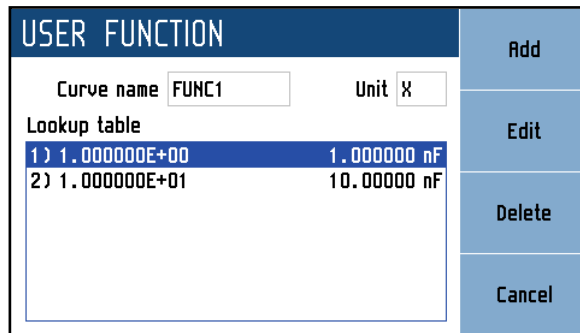 USER FUNCTION
Curve name FUNC1 Unit X
Lookup table
1) 1.000000E+00 1.000000 nF
2) 1.000000E+01 10.00000 nF
Add
Edit
Delete
Cancel